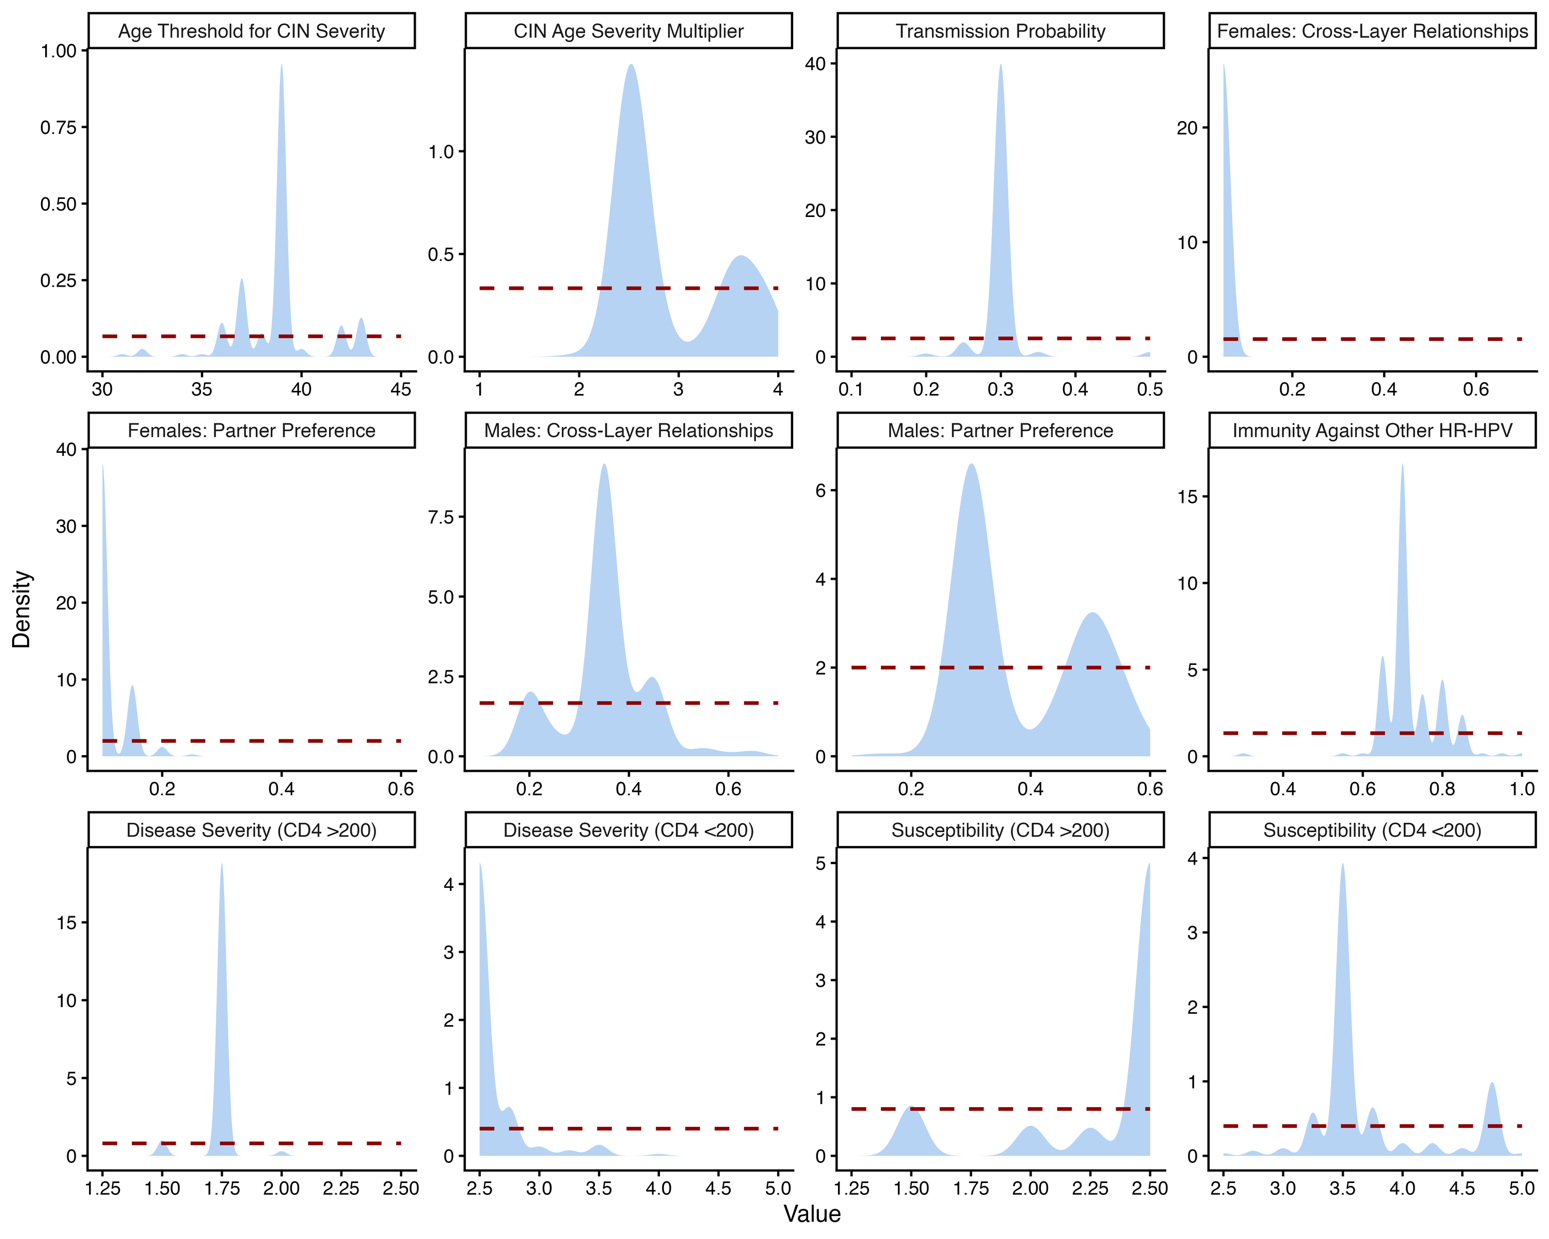 Age Threshold for CIN Severity
CIN Age Severity Multiplier
Transmission Probability
Females: Cross-Layer Relationships
1.00
0.75
0.50
0.25
0.00
30 35 40 45
1.0
0.5
0.0
1 2 3 4
40
30
20
10
0
0.1 0.2 0.3 0.4 0.5
20
10
0
0.2 0.4 0.6
Females: Partner Preference
Males: Cross-Layer Relationships
Males: Partner Preference
Immunity Against Other HR-HPV
40
30
20
10
0
0.2 0.4 0.6
7.5
5.0
2.5
0.0
0.2 0.4 0.6
6
4
2
0
0.2 0.4 0.6
15
10
5
0
0.4 0.6 0.8 1.0
Density
Disease Severity (CD4 >200)
Disease Severity (CD4 <200)
Susceptibility (CD4 >200)
Susceptibility (CD4 <200)
15
10
5
0
1.25 1.50 1.75 2.00 2.25 2.50
4
3
2
1
0
2.5 3.0 3.5 4.0 4.5 5.0
5
4
3
2
1
0
1.25 1.50 1.75 2.00 2.25 2.50
4
3
2
1
0
2.5 3.0 3.5 4.0 4.5 5.0
Value